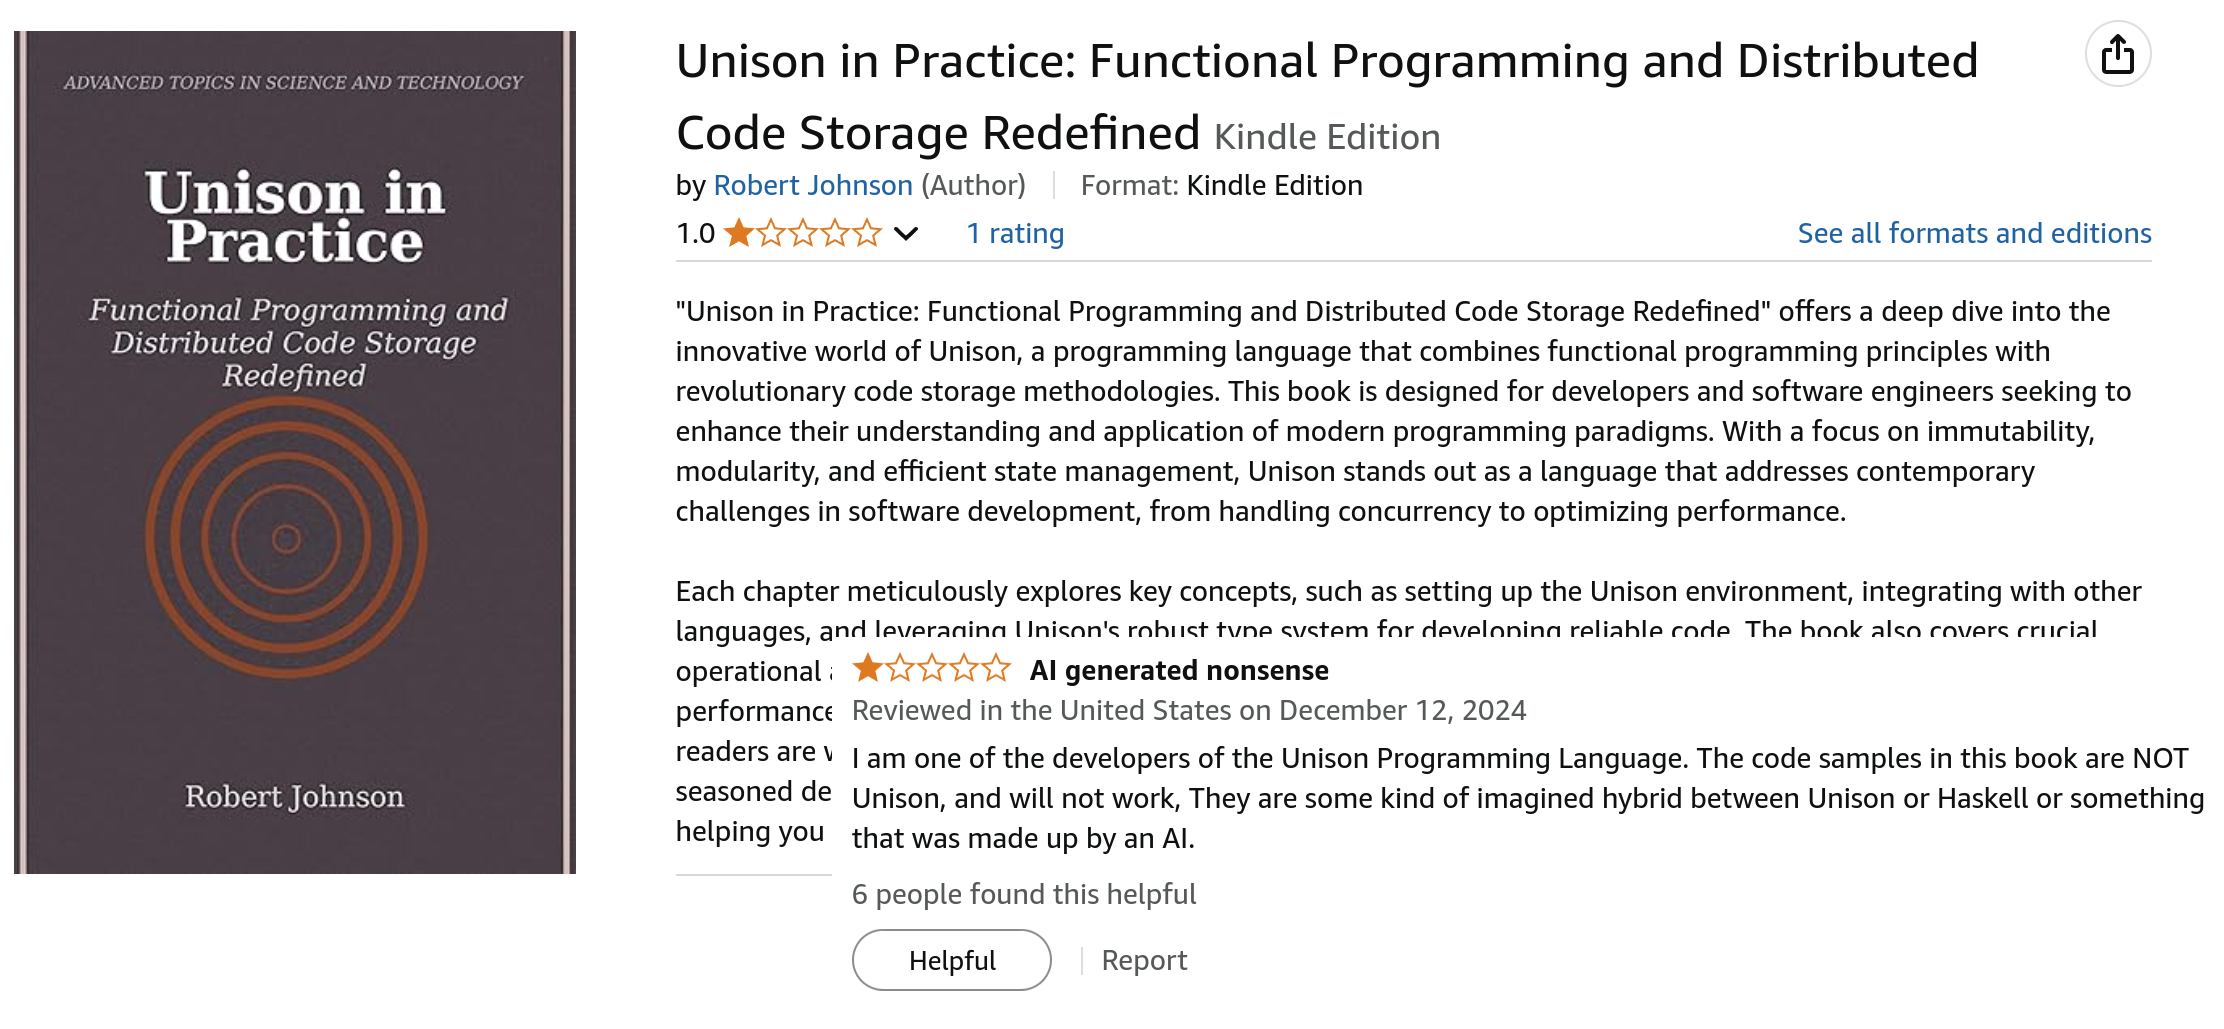 ADVANCED TOPICS IN SCIENCE AND TECHNOLOGY
Unison in
Practice
Functional Programming and
Distributed Code Storage
Redefined
Robert Johnson
Unison in Practice: Functional Programming and Distributed
Code Storage Redefined Kindle Edition
by Robert Johnson (Author) Format: Kindle Edition
1.0 1 rating See all formats and editions
"Unison in Practice: Functional Programming and Distributed Code Storage Redefined" offers a deep dive into the
innovative world of Unison, a programming language that combines functional programming principles with
revolutionary code storage methodologies. This book is designed for developers and software engineers seeking to
enhance their understanding and application of modern programming paradigms. With a focus on immutability,
modularity, and efficient state management, Unison stands out as a language that addresses contemporary
challenges in software development, from handling concurrency to optimizing performance.
Each chapter meticulously explores key concepts, such as setting up the Unison environment, integrating with other
languages, and leveraging Unison's robust type system for developing reliable code. The book also covers crucial
operational
performance
readers are
seasoned de
helping you
AI generated nonsense
Reviewed in the United States on December 12, 2024
I am one of the developers of the Unison Programming Language. The code samples in this book are NOT
Unison, and will not work, They are some kind of imagined hybrid between Unison or Haskell or something
that was made up by an AI.
6 people found this helpful
Helpful Report